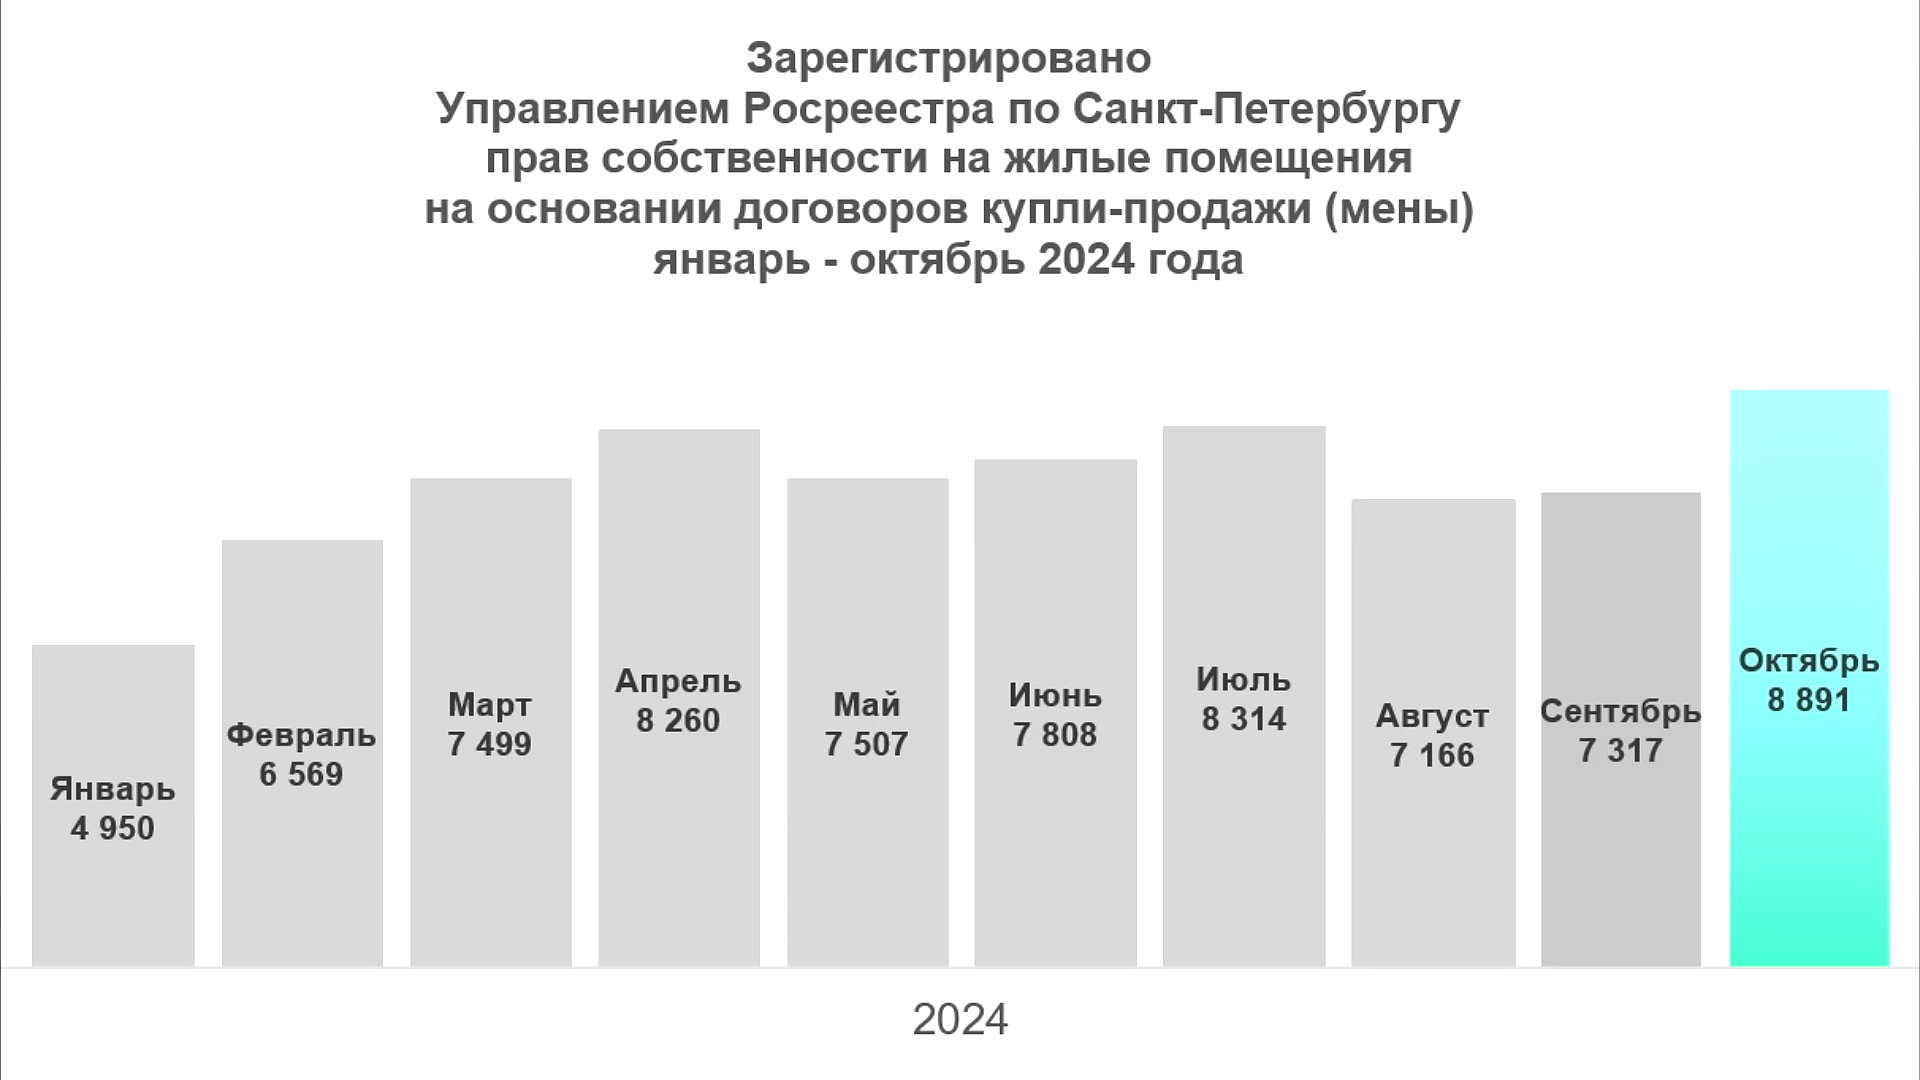 Зарегистрировано
Управлением Росреестра по Санкт-Петербургу
прав собственности на жилые помещения
на основании договоров купли-продажи (мены)
январь - октябрь 2024 года
Январь
4 950
Февраль
6 569
Март
7 499
Апрель
8 260
Май
7 507
Июнь
7 808
Июль
8 314
Август
7 166
Сентябрь
7 317
Октябрь
8 891
2024